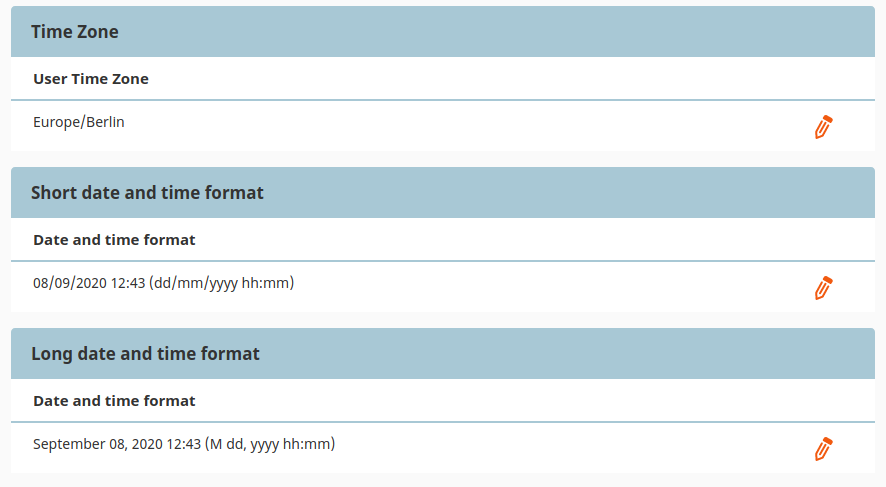 Time Zone
User Time Zone
Europe/Berlin
Short date and time format
Date and time format
08/09/2020 12:43 (dd/mm/yyyy hh:mm)
Long date and time format
Date and time format
September 08, 2020 12:43 (M dd, yyyy hh:mm)